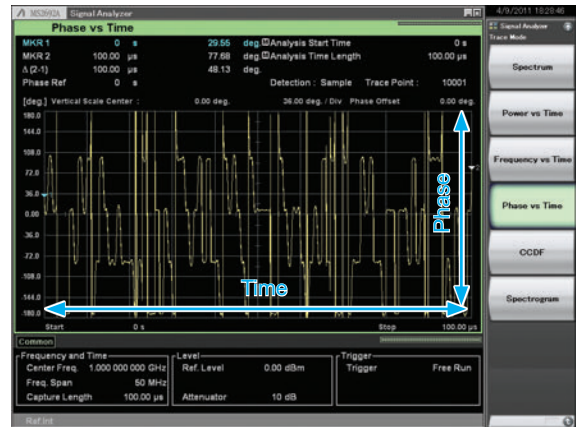 MS2692A Signal Analyzer
4/9/2011 18:28:46
Phase vs Time
MKR 1 0 s 29.55 deg. Analysis Start Time 0 s
MKR 2 100.00 µs 77.68 deg. Analysis Time Length 100.00 µs
Δ (2-1) 100.00 µs 48.13 deg.
Phase Ref 0 s Detection : Sample Trace Point : 10001
[deg.] Vertical Scale Center : 0.00 deg. 36.00 deg. / Div Phase Offset 0.00 deg.
180.0
144.0
108.0
72.0
36.0
0.00
-36.0
-72.0
-108.0
-144.0
-180.0
2
Phase
Time
Start 0 s Stop 100.00 µs
Common
Frequency and Time
Center Freq. 1.000 000 000 GHz
Freq. Span 50 MHz
Capture Length 100.00 µs
Level
Ref. Level 0.00 dBm
Attenuator 10 dB
Trigger
Trigger Free Run
Ref.Int
Signal Analyzer
Trace Mode
Spectrum
Power vs Time
Frequency vs Time
Phase vs Time
CCDF
Spectrogram